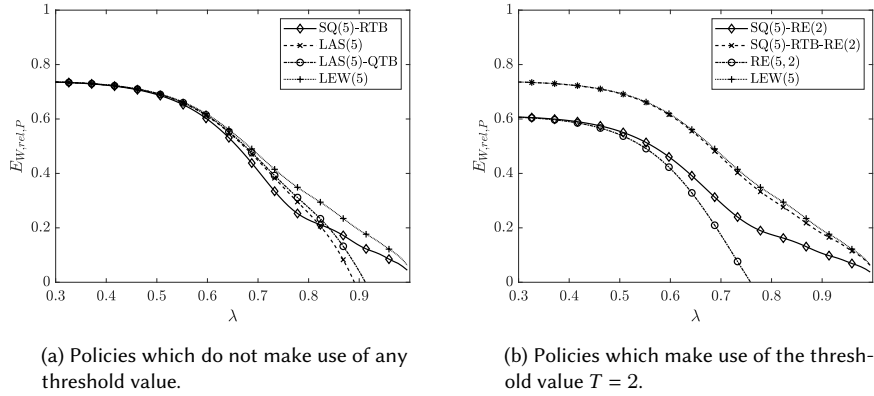 SQ(5)-RTB
LAS(5)
LAS(5)-QTB
LEW(5)
1
0.8
0.6
0.4
0.2
0
E_{W,rel,P}
0.3 0.4 0.5 0.6 0.7 0.8 0.9
λ
(a) Policies which do not make use of any
threshold value.
SQ(5)-RE(2)
SQ(5)-RTB-RE(2)
RE(5, 2)
LEW(5)
1
0.8
0.6
0.4
0.2
0
E_{W,rel,P}
0.3 0.4 0.5 0.6 0.7 0.8 0.9
λ
(b) Policies which make use of the thresh-
old value T = 2.